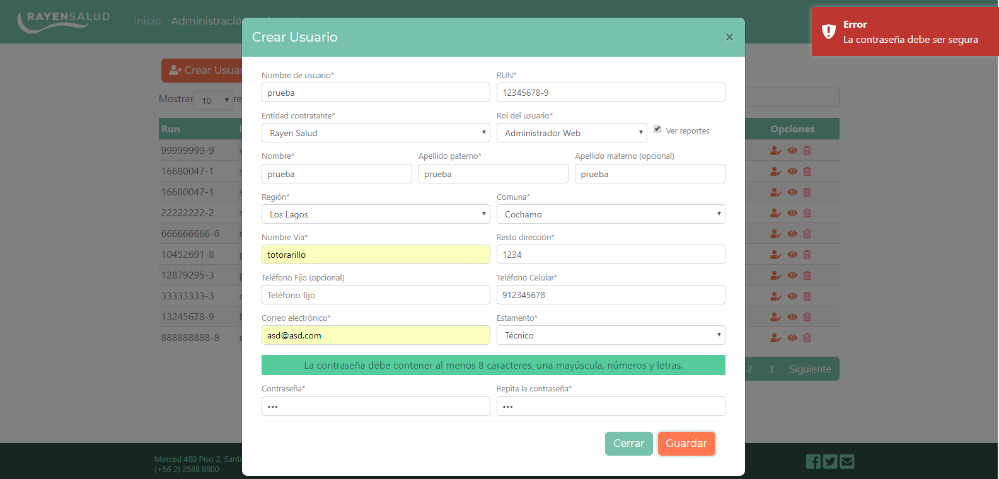 RAYENSALUD
Inicio
Administració
Error
La contraseña debe ser segura
Crear Usuario
×
Crear Usuar
Mostrar
10
re
Run
Opciones
99999999-9
16680047-1
16680047-1
22222222-2
666666666-6
10452691-8
12879295-3
33333333-3
13245678-9
888888888-8
Nombre de usuario*
RUN*
prueba
12345678-9
Entidad contratante*
Rol del usuario*
Rayen Salud
Administrador Web
Ver reportes
Nombre*
Apellido paterno*
Apellido materno (opcional)
prueba
prueba
prueba
Región*
Comuna*
Los Lagos
Cochamo
Nombre Vía*
Resto dirección*
totorarillo
1234
Teléfono Fijo (opcional)
Teléfono Celular*
Teléfono fijo
912345678
Correo electrónico*
Estamento*
asd@asd.com
Técnico
La contraseña debe contener al menos 8 caracteres, una mayúscula, números y letras.
Contraseña*
Repita la contraseña*
•••
•••
Cerrar
Guardar
2
3
Siguiente
Merced 480 Piso 2, Santi
(+56 2) 2588 8800